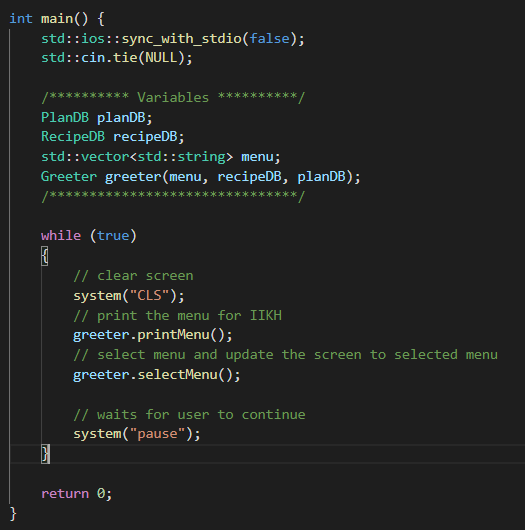 int main() {
    std::ios::sync_with_stdio(false);
    std::cin.tie(NULL);
    /********** Variables **********/
    PlanDB planDB;
    RecipeDB recipeDB;
    std::vector<std::string> menu;
    Greeter greeter(menu, recipeDB, planDB);
    /*******************************/
    while (true)
    {
        // clear screen
        system("CLS");
        // print the menu for IIKH
        greeter.printMenu();
        // select menu and update the screen to selected menu
        greeter.selectMenu();
        // waits for user to continue
        system("pause");
    }
    return 0;
}